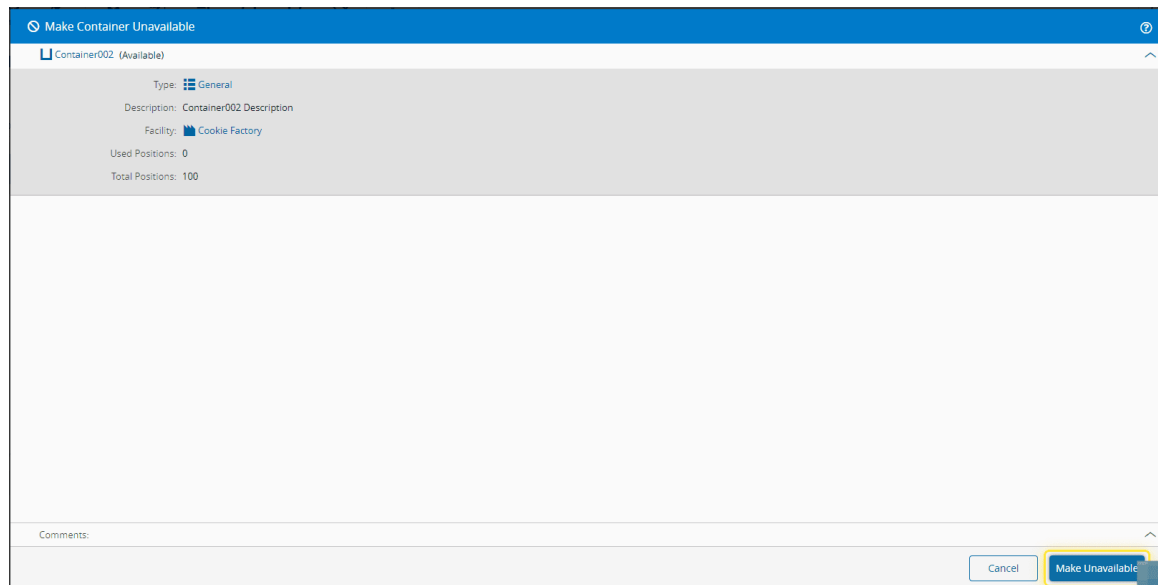 Make Container Unavailable
Container002 (Available)
Type: General
Description: Container002 Description
Facility: Cookie Factory
Used Positions: 0
Total Positions: 100
Comments:
Cancel Make Unavailable